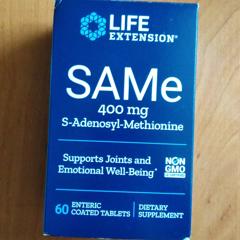 LIFE
EXTENSION®
SAMe
400 mg
S-Adenosyl-Methionine
Supports Joints and
Emotional Well-Being*
NON
GMO
60 ENTERIC
COATED TABLETS
DIETARY
SUPPLEMENT